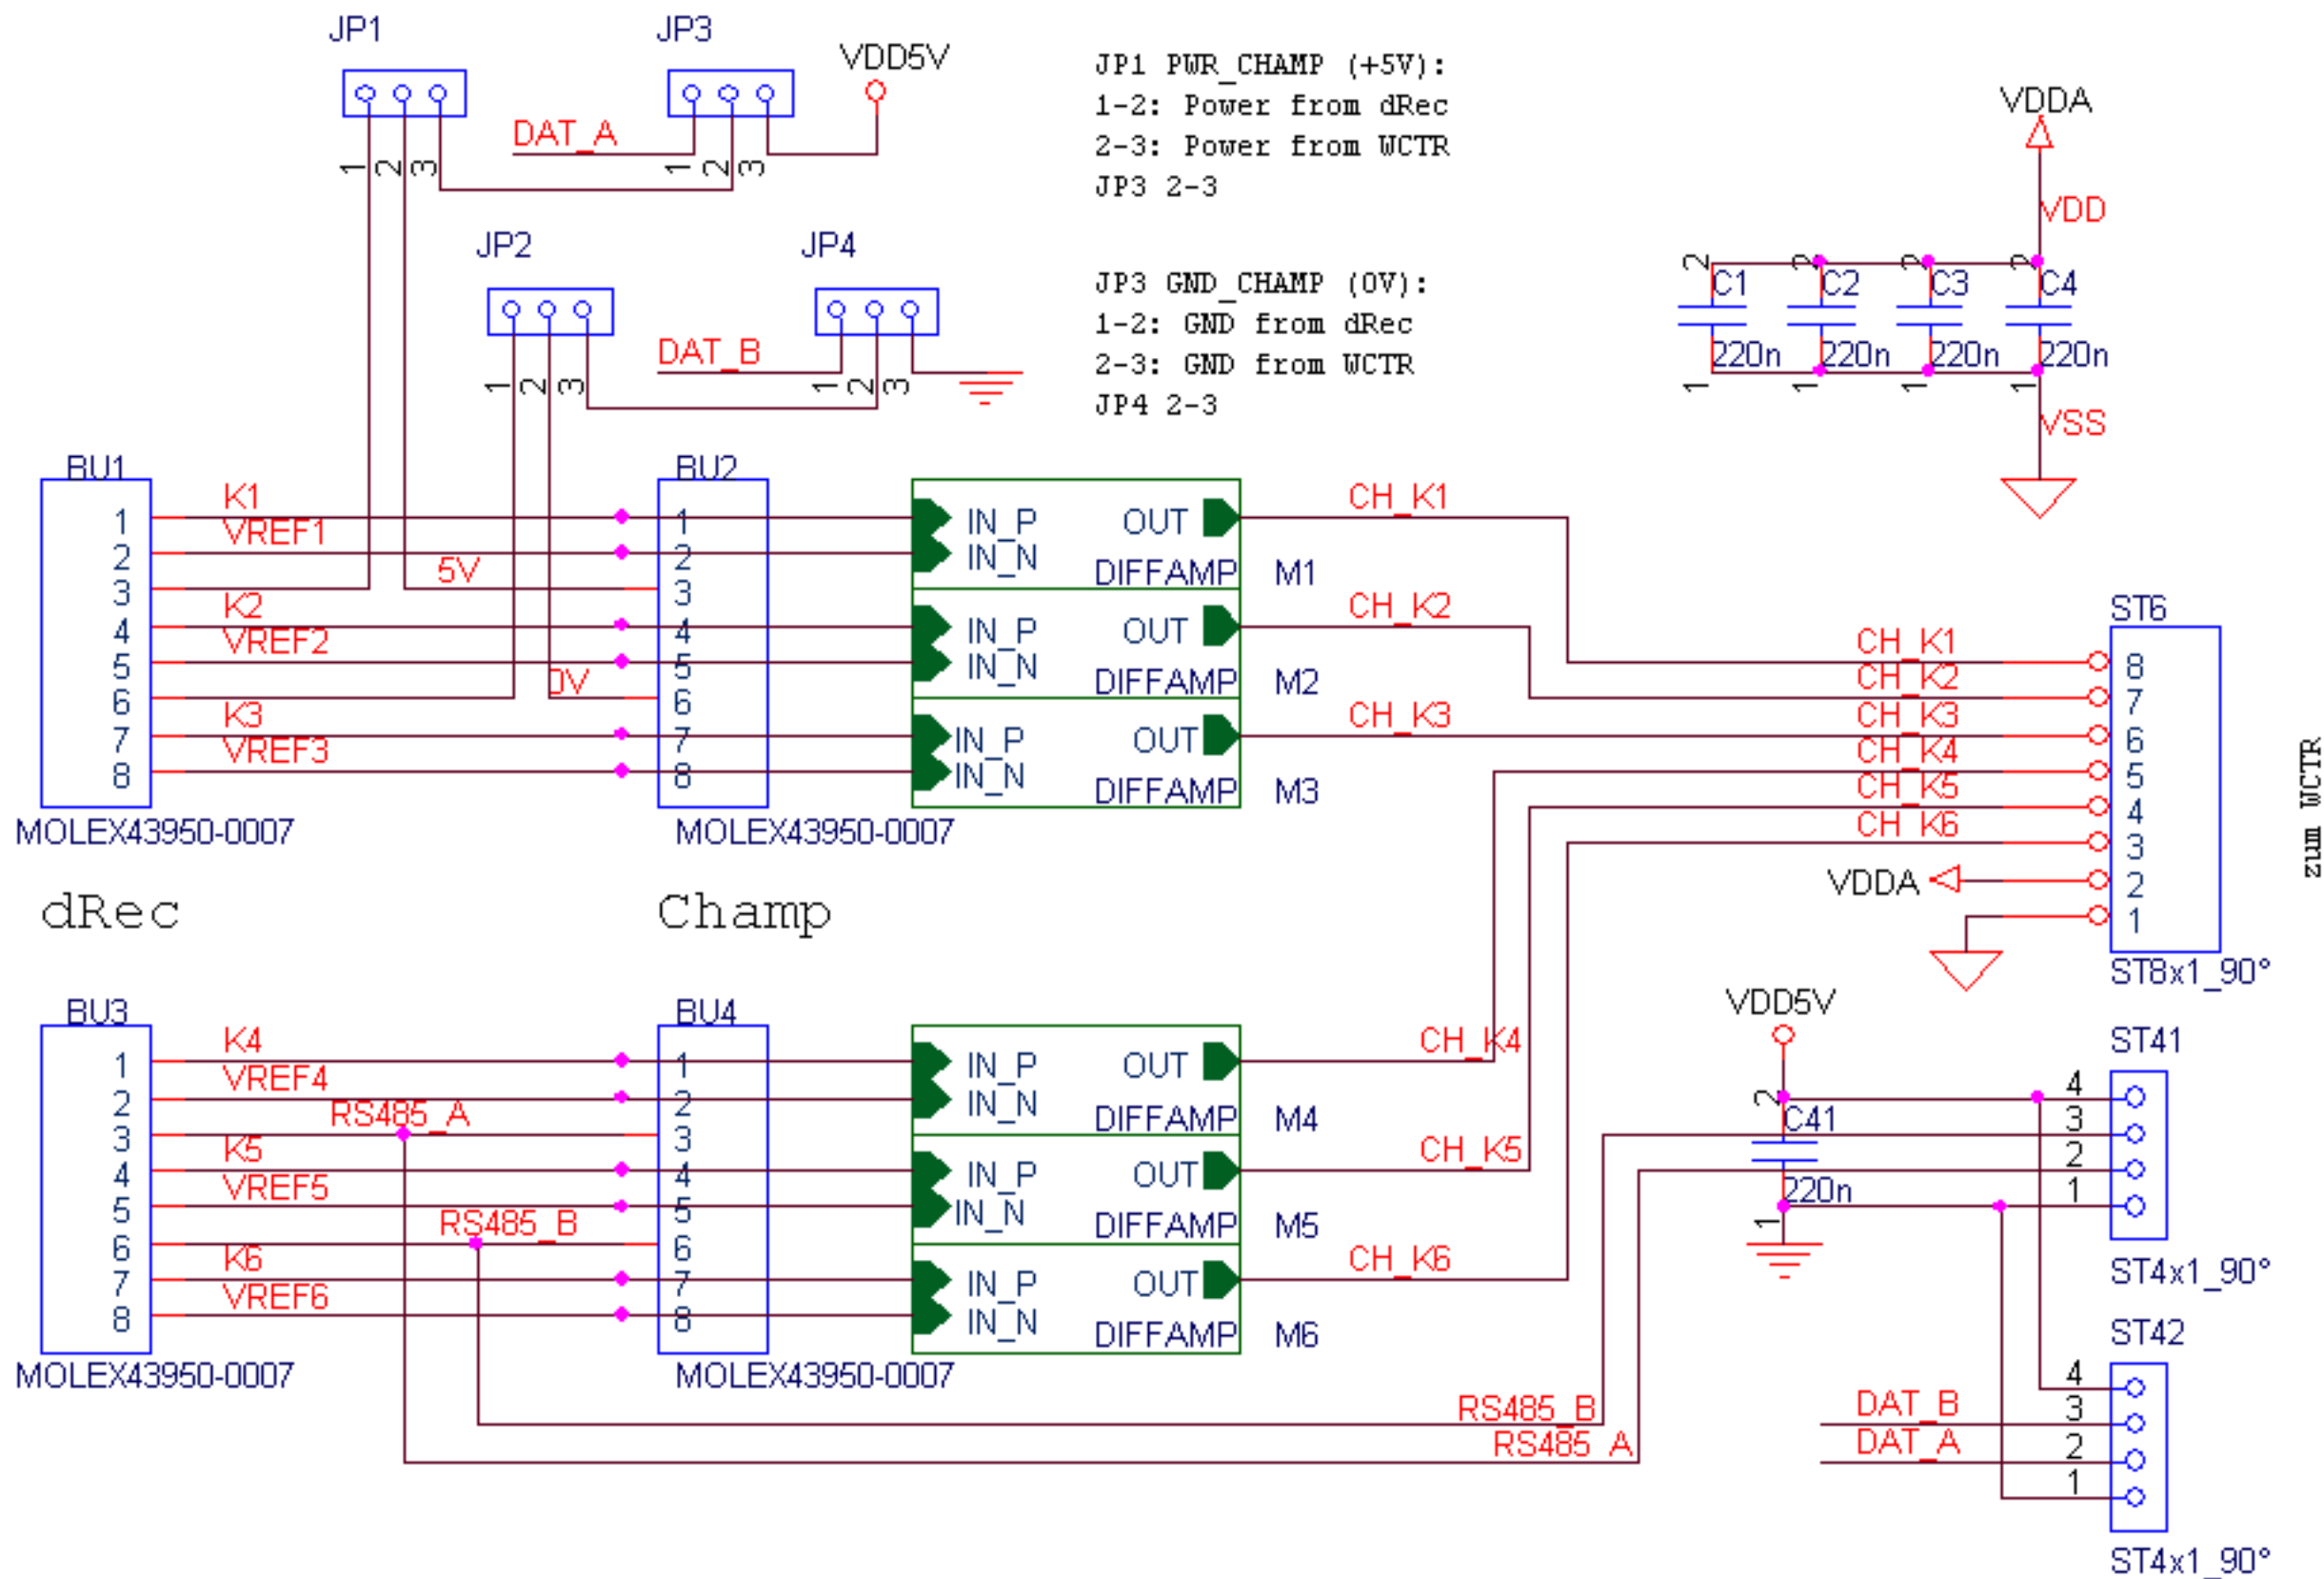 JP1
JP3
VDD5V
DAT_A
1 2 3
1 2 3
JP1 PWR_CHAMP (+5V):
1-2: Power from dRec
2-3: Power from WCTR
JP3 2-3
VDDA
VDD
JP2
JP4
DAT_B
1 2 3
1 2 3
JP3 GND_CHAMP (0V):
1-2: GND from dRec
2-3: GND from WCTR
JP4 2-3
2 2 2 2
C1 C2 C3 C4
220n 220n 220n 220n
1 1 1 1
VSS
BU1
1
2
3
4
5
6
7
8
MOLEX43950-0007
K1
VREF1
5V
K2
VREF2
0V
K3
VREF3
BU2
1
2
3
4
5
6
7
8
MOLEX43950-0007
IN_P OUT
IN_N
DIFFAMP M1
IN_P OUT
IN_N
DIFFAMP M2
IN_P OUT
IN_N
DIFFAMP M3
CH_K1
CH_K2
CH_K3
ST6
CH_K1 8
CH_K2 7
CH_K3 6
CH_K4 5
CH_K5 4
CH_K6 3
VDDA 2
1
ST8x1_90°
zum WCTR
dRec
Champ
BU3
1
2
3
4
5
6
7
8
MOLEX43950-0007
K4
VREF4
RS485_A
K5
VREF5
RS485_B
K6
VREF6
BU4
1
2
3
4
5
6
7
8
MOLEX43950-0007
IN_P OUT
IN_N
DIFFAMP M4
IN_P OUT
IN_N
DIFFAMP M5
IN_P OUT
IN_N
DIFFAMP M6
CH_K4
CH_K5
CH_K6
RS485_B
RS485_A
VDD5V
2
C41
220n
1
ST41
4
3
2
1
ST4x1_90°
ST42
4
DAT_B 3
DAT_A 2
1
ST4x1_90°